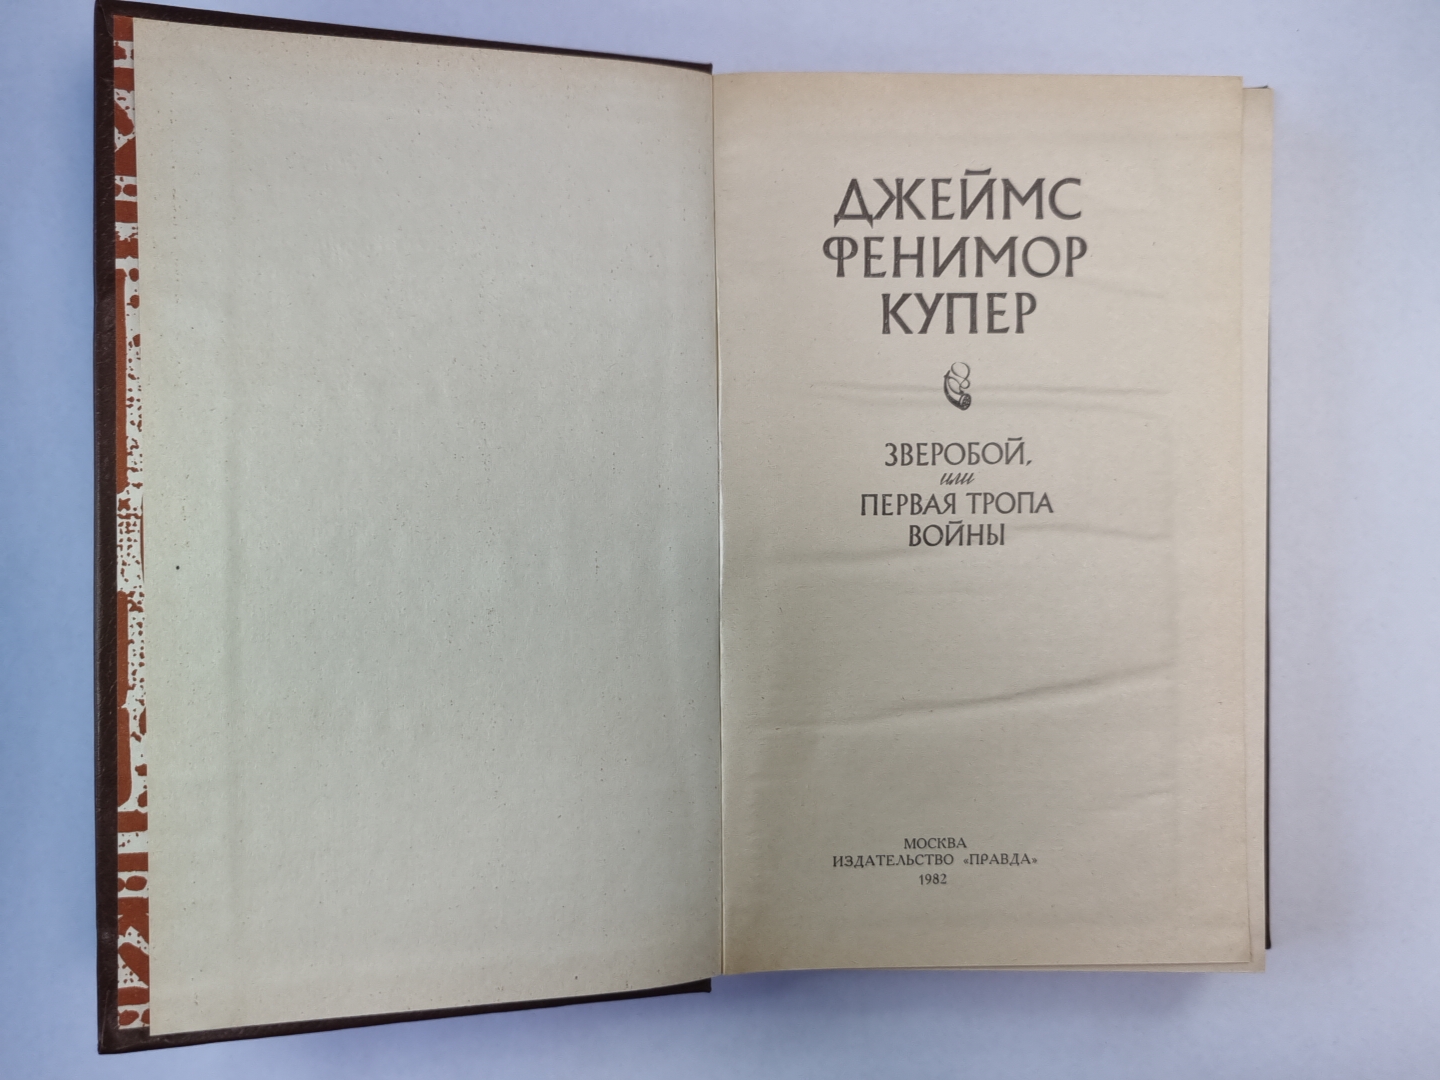 ДЖЕЙМС
ФЕНИМОР
КУПЕР
ЗВЕРОБОЙ,
или
ПЕРВАЯ ТРОПА
ВОЙНЫ
МОСКВА
ИЗДАТЕЛЬСТВО «ПРАВДА»
1982